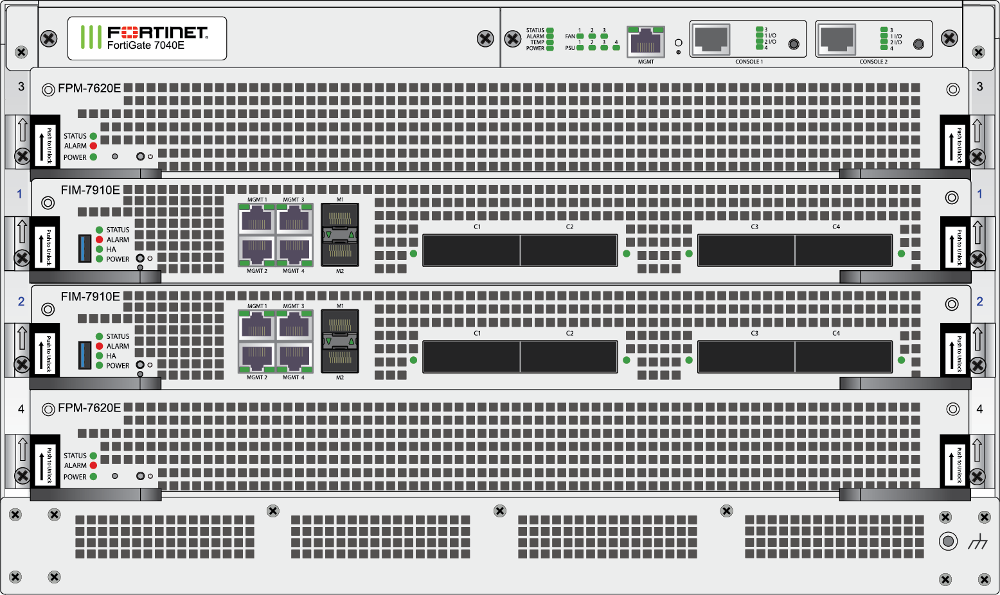 FORTINET®
FortiGate 7040E
STATUS
ALARM
TEMP
POWER
1 2 3
FAN
1 2 3 4
PSU
MGMT
3
1 I/O
2 I/O
4
CONSOLE 1
3
1 I/O
2 I/O
4
CONSOLE 2
3
FPM-7620E
3
Push to Unlock
STATUS
ALARM
POWER
Push to Unlock
1
FIM-7910E
1
MGMT 1 MGMT 3
M1
C1 C2
C3 C4
Push to Unlock
STATUS
ALARM
HA
POWER
MGMT 2 MGMT 4
M2
Push to Unlock
2
FIM-7910E
2
MGMT 1 MGMT 3
M1
C1 C2
C3 C4
Push to Unlock
STATUS
ALARM
HA
POWER
MGMT 2 MGMT 4
M2
Push to Unlock
4
FPM-7620E
4
Push to Unlock
STATUS
ALARM
POWER
Push to Unlock